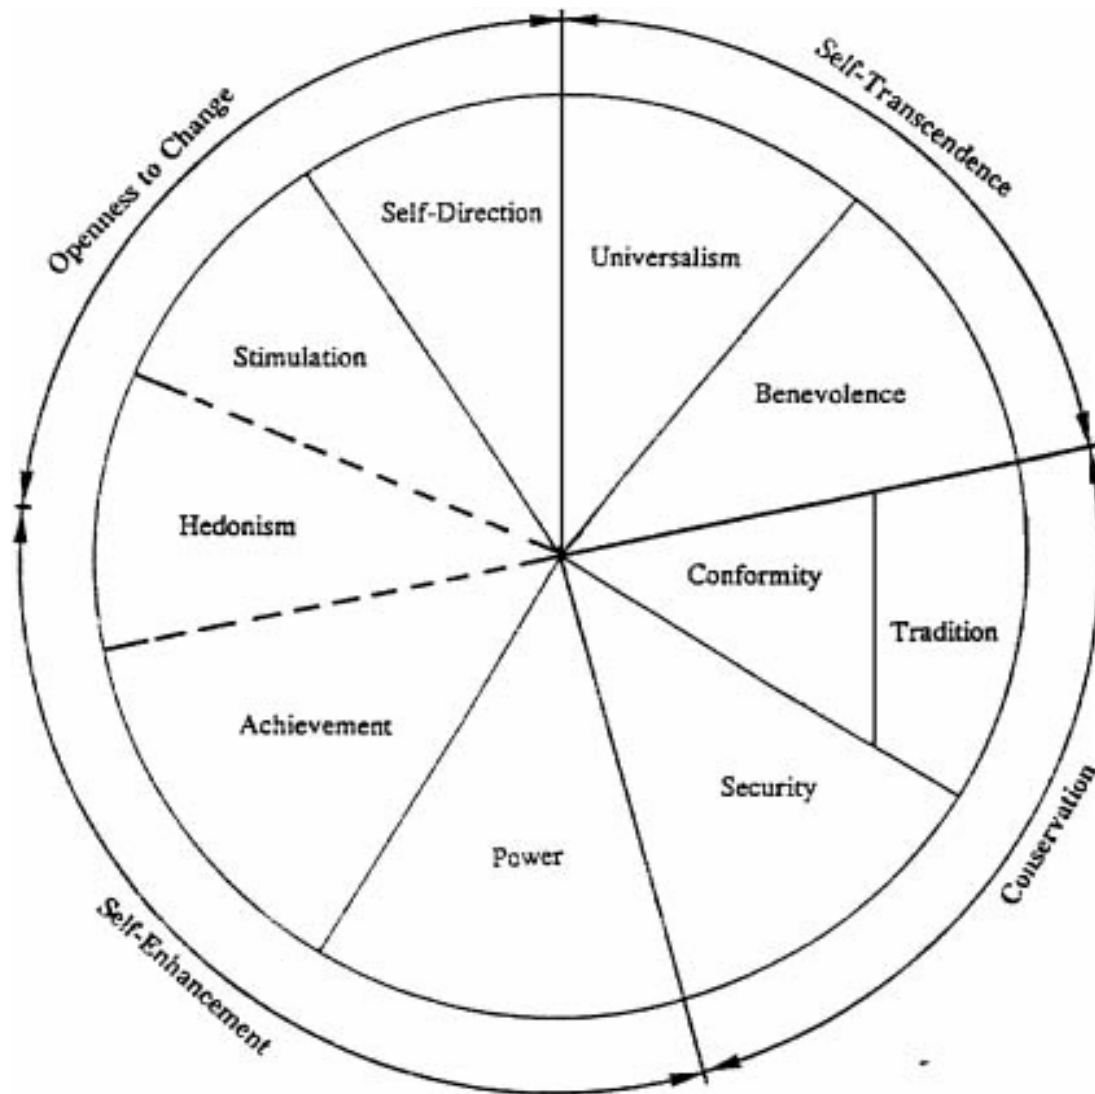 Openness to Change
Self-Transcendence
Self-Direction
Universalism
Stimulation
Benevolence
Hedonism
Conformity
Tradition
Achievement
Security
Power
Self-Enhancement
Conservation